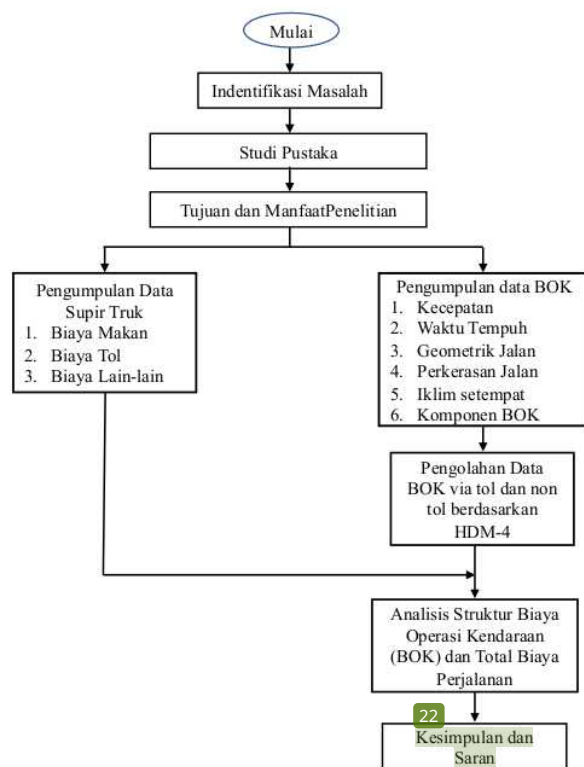 Mulai
Indentifikasi Masalah
Studi Pustaka
Tujuan dan ManfaatPenelitian
Pengumpulan Data
Supir Truk
1. Biaya Makan
2. Biaya Tol
3. Biaya Lain-lain
Pengumpulan data BOK
1. Kecepatan
2. Waktu Tempuh
3. Geometrik Jalan
4. Perkerasan Jalan
5. Iklim setempat
6. Komponen BOK
Pengolahan Data
BOK via tol dan non
tol berdasarkan
HDM-4
Analisis Struktur Biaya
Operasi Kendaraan
(BOK) dan Total Biaya
Perjalanan
22
Kesimpulan dan
Saran